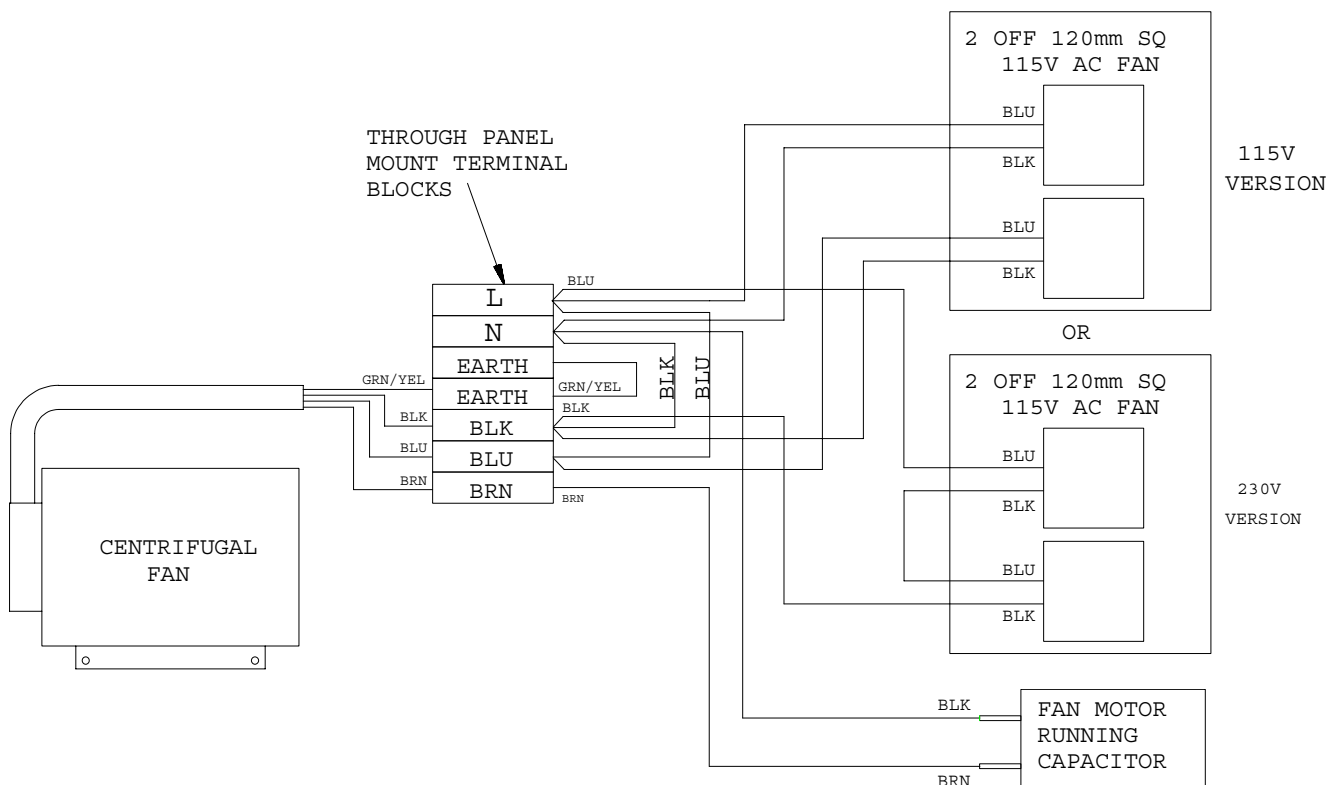 2 OFF 120mm SQ
115V AC FAN
BLU
BLK
BLU
BLK
115V
VERSION
OR
2 OFF 120mm SQ
115V AC FAN
BLU
BLK
BLU
BLK
230V
VERSION
THROUGH PANEL
MOUNT TERMINAL
BLOCKS
L
N
EARTH
EARTH
BLK
BLU
BRN
BLU
GRN/YEL
BLK
BRN
BLK
BLU
GRN/YEL
BLK
BLU
BRN
CENTRIFUGAL
FAN
BLK
BRN
FAN MOTOR
RUNNING
CAPACITOR